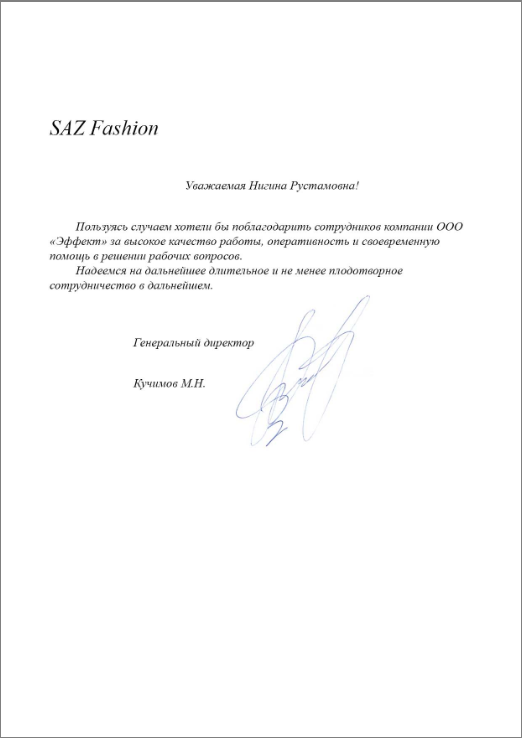 SAZ Fashion
Уважаемая Нигина Рустамовна!
Пользуясь случаем хотели бы поблагодарить сотрудников компании ООО
«Эффект» за высокое качество работы, оперативность и своевременную
помощь в решении рабочих вопросов.
Надеемся на дальнейшее длительное и не менее плодотворное
сотрудничество в дальнейшем.
Генеральный директор
Кучимов М.Н.